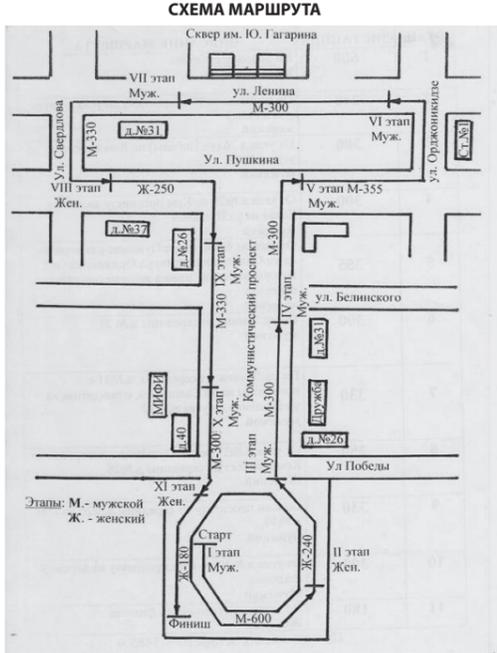 СХЕМА МАРШРУТА
Сквер им. Ю. Гагарина
VII этап
Муж.
ул. Ленина
М-300
ул. Свердлова
М-330
д.№31
VI этап
Муж.
ул. Орджоникидзе
Ст.№1
Ул. Пушкина
VIII этап
Жен.
Ж-250
V этап М-355
Муж.
д.№37
д.№26
IX этап
Муж.
М-330
Коммунистический проспект
М-300
IV этап
Муж.
ул. Белинского
д.№31
МИФИ
д.40
X этап
Муж.
М-300
М-300
III этап
Муж.
Дружба
д.№26
Ул Победы
XI этап
Жен.
Этапы: М.- мужской
Ж. - женский
Старт
I этап
Муж.
Ж-180
Ж-240
II этап
Жен.
М-600
Финиш